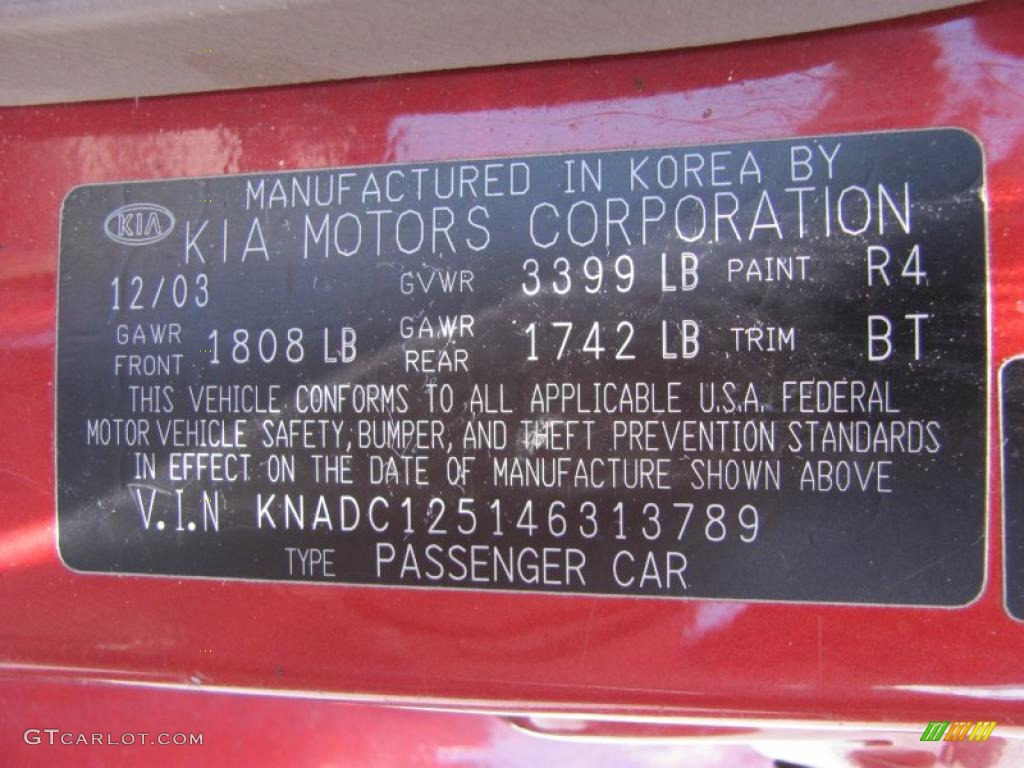 MANUFACTURED IN KOREA BY
KIA KIA MOTORS CORPORATION
12/03 GVWR 3399 LB PAINT R4
GAWR FRONT 1808 LB GAWR REAR 1742 LB TRIM BT
THIS VEHICLE CONFORMS TO ALL APPLICABLE U.S.A. FEDERAL
MOTOR VEHICLE SAFETY, BUMPER, AND THEFT PREVENTION STANDARDS
IN EFFECT ON THE DATE OF MANUFACTURE SHOWN ABOVE
V.I.N KNADC125146313789
TYPE PASSENGER CAR
GTCARLOT.COM